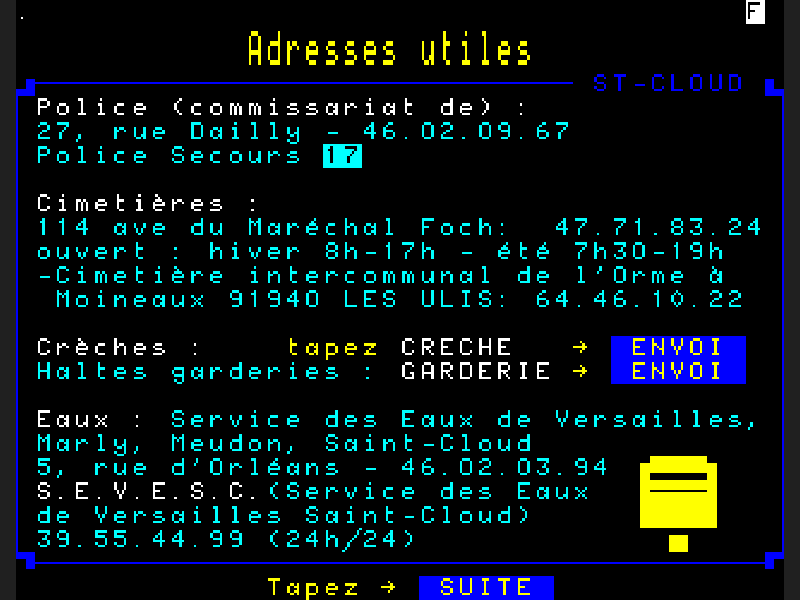 F
Adresses utiles
ST-CLOUD
Police (commissariat de) :
27, rue Dailly - 46.02.09.67
Police Secours 17
Cimetières :
114 ave du Maréchal Foch: 47.71.83.24
ouvert : hiver 8h-17h - été 7h30-19h
-Cimetière intercommunal de l'Orme à
Moineaux 91940 LES ULIS: 64.46.10.22
Crèches : tapez CRECHE → ENVOI
Haltes garderies : GARDERIE → ENVOI
Eaux : Service des Eaux de Versailles,
Marly, Meudon, Saint-Cloud
5, rue d'Orléans - 46.02.03.94
S.E.V.E.S.C.(Service des Eaux
de Versailles Saint-Cloud)
39.55.44.99 (24h/24)
Tapez → SUITE